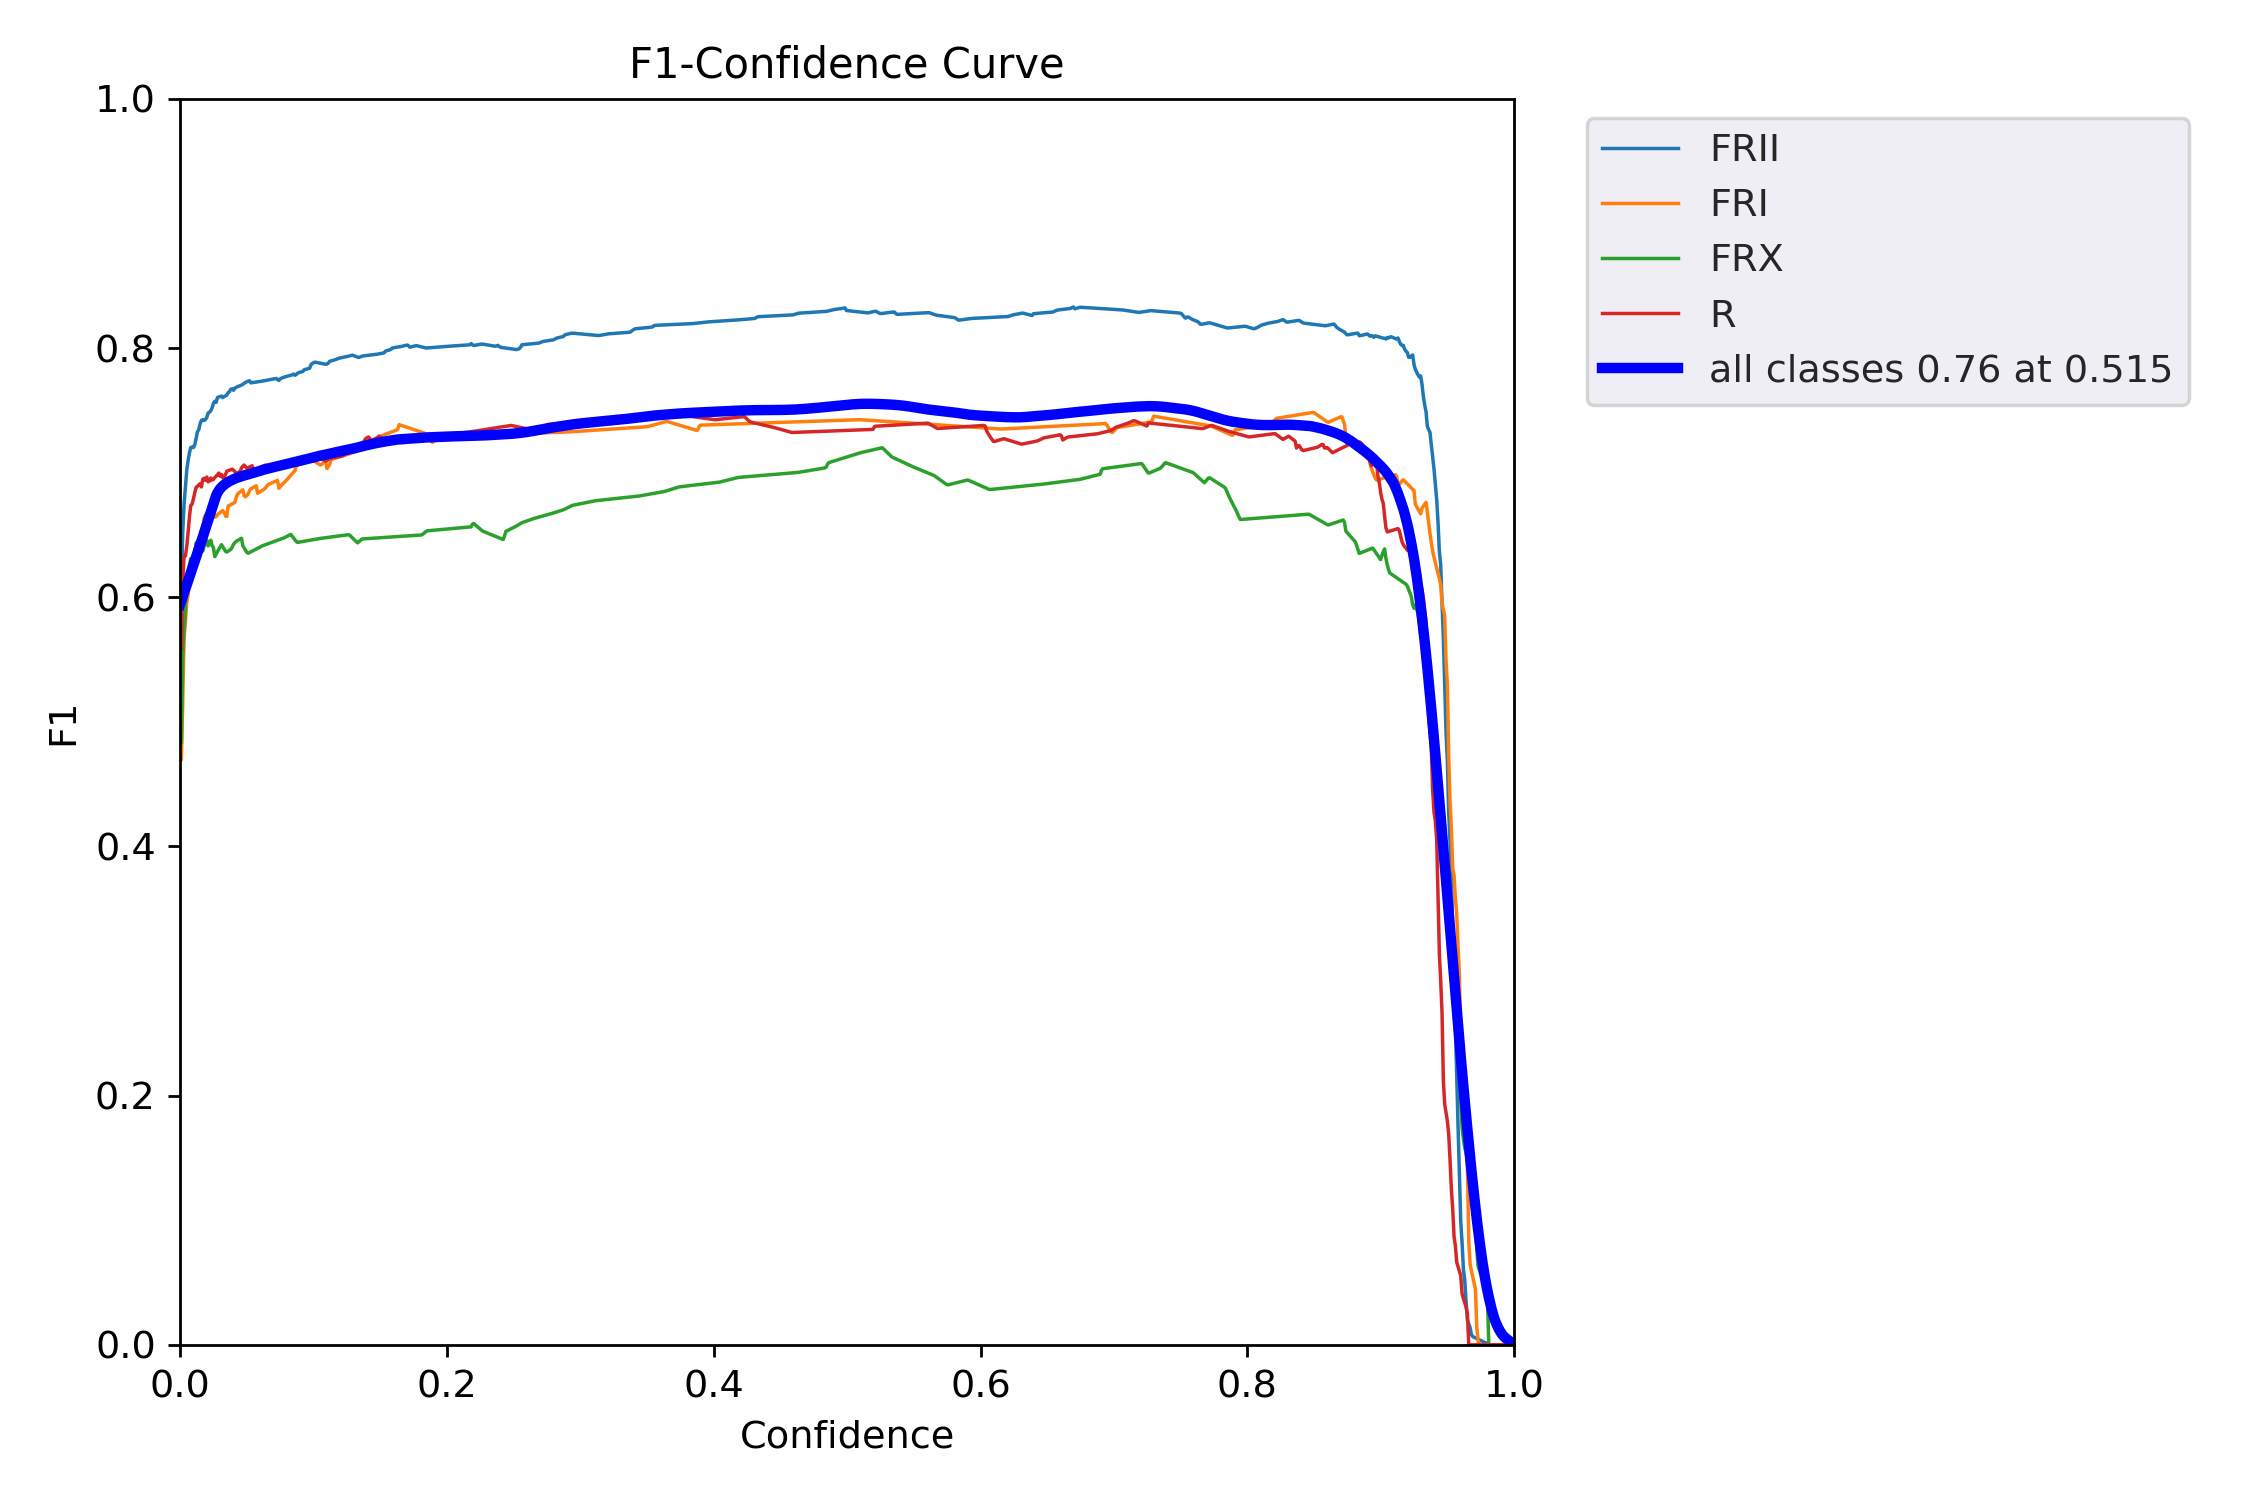 F1-Confidence Curve
1.0
0.8
0.6
0.4
0.2
0.0
F1
0.0 0.2 0.4 0.6 0.8 1.0
Confidence
FRII
FRI
FRX
R
all classes 0.76 at 0.515